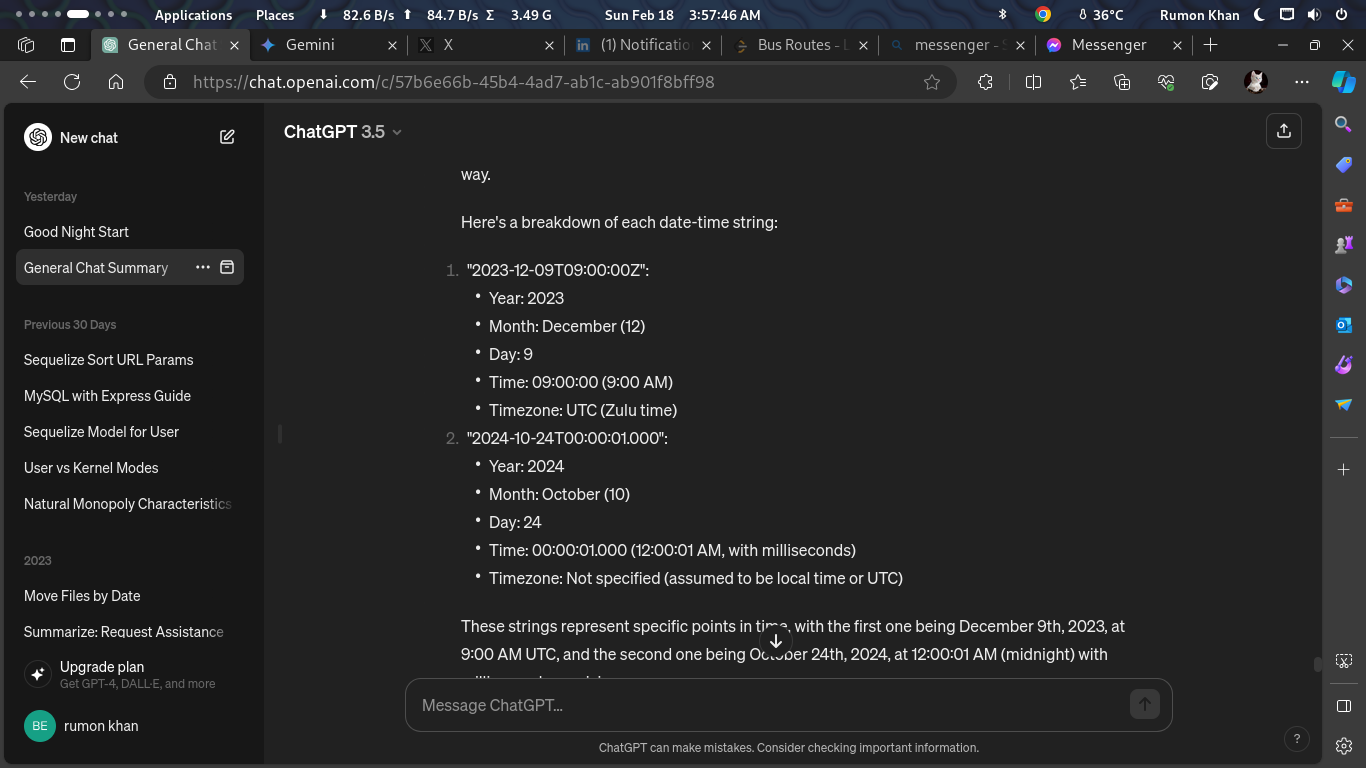 Applications Places ⬇ 82.6 B/s ⬆ 84.7 B/s Σ 3.49 G Sun Feb 18 3:57:46 AM 36°C Rumon Khan
General Chat Gemini X (1) Notificatio Bus Routes - L messenger - S Messenger
https://chat.openai.com/c/57b6e66b-45b4-4ad7-ab1c-ab901f8bff98
New chat
Yesterday
Good Night Start
General Chat Summary
Previous 30 Days
Sequelize Sort URL Params
MySQL with Express Guide
Sequelize Model for User
User vs Kernel Modes
Natural Monopoly Characteristics
2023
Move Files by Date
Summarize: Request Assistance
Upgrade plan
Get GPT-4, DALL·E, and more
BE rumon khan
ChatGPT 3.5
way.
Here's a breakdown of each date-time string:
1. "2023-12-09T09:00:00Z":
• Year: 2023
• Month: December (12)
• Day: 9
• Time: 09:00:00 (9:00 AM)
• Timezone: UTC (Zulu time)
2. "2024-10-24T00:00:01.000":
• Year: 2024
• Month: October (10)
• Day: 24
• Time: 00:00:01.000 (12:00:01 AM, with milliseconds)
• Timezone: Not specified (assumed to be local time or UTC)
These strings represent specific points in time, with the first one being December 9th, 2023, at
9:00 AM UTC, and the second one being October 24th, 2024, at 12:00:01 AM (midnight) with
Message ChatGPT...
ChatGPT can make mistakes. Consider checking important information.
?